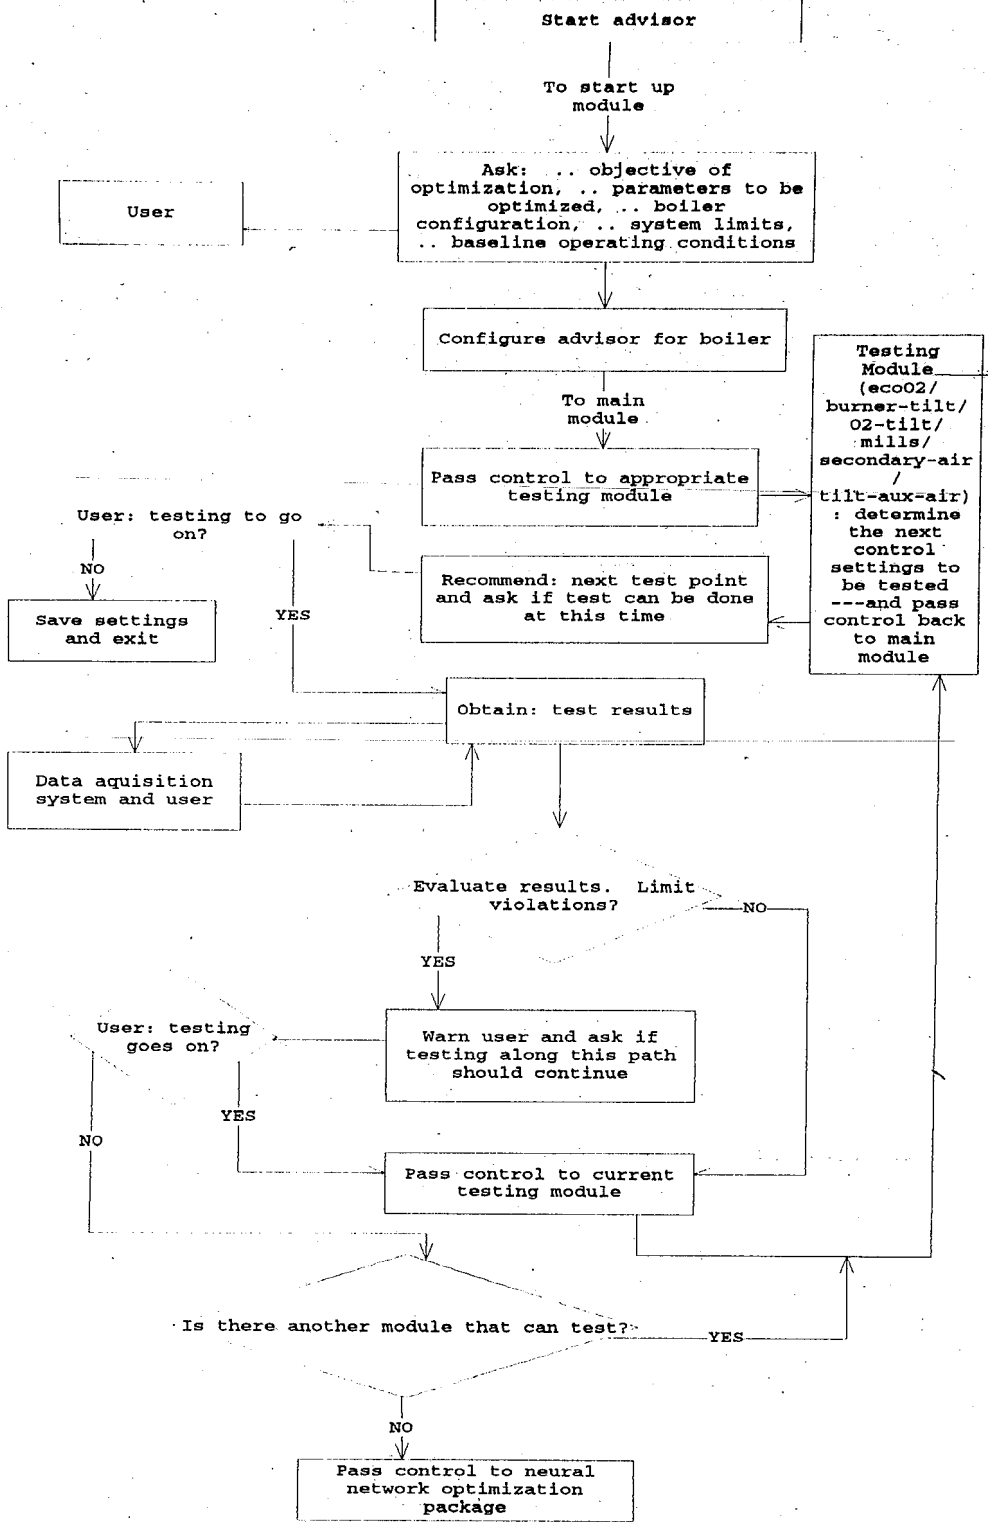 Start advisor
To start up
module
Ask:  .. objective of
optimization, .. parameters to be
optimized, .. boiler
configuration, .. system limits,
.. baseline operating conditions
User
Configure advisor for boiler
To main
module
Testing
Module
(ecoO2/
burner-tilt/
O2-tilt/
mills/
secondary-air
/
tilt-aux-air)
: determine
the next
control
settings to
be tested
---and pass
control back
to main
module
Pass control to appropriate
testing module
User: testing to go
on?
NO
YES
Save settings
and exit
Recommend: next test point
and ask if test can be done
at this time
Obtain: test results
Data aquisition
system and user
Evaluate results.  Limit
violations?
NO
YES
Warn user and ask if
testing along this path
should continue
User: testing
goes on?
YES
NO
Pass control to current
testing module
Is there another module that can test?
YES
NO
Pass control to neural
network optimization
package